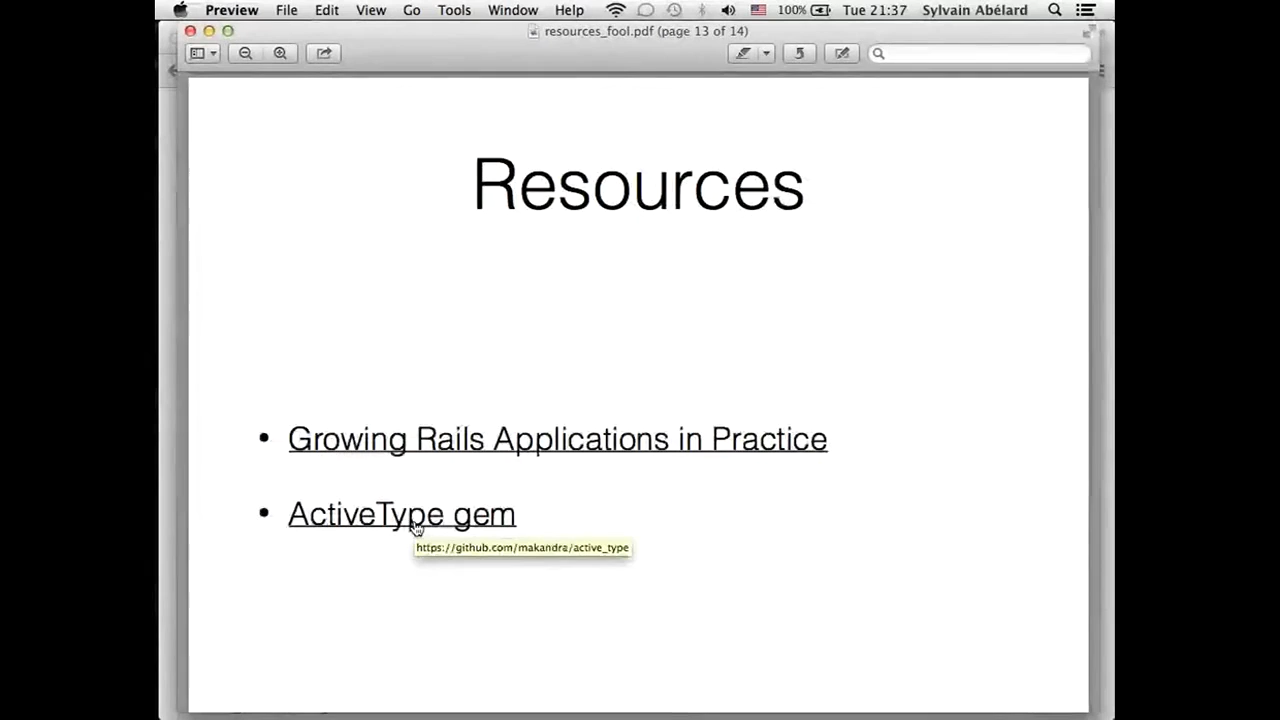 Preview File Edit View Go Tools Window Help 100% Tue 21:37 Sylvain Abélard
resources_fool.pdf (page 13 of 14)
Resources
• Growing Rails Applications in Practice
• ActiveType gem
https://github.com/makandra/active_type